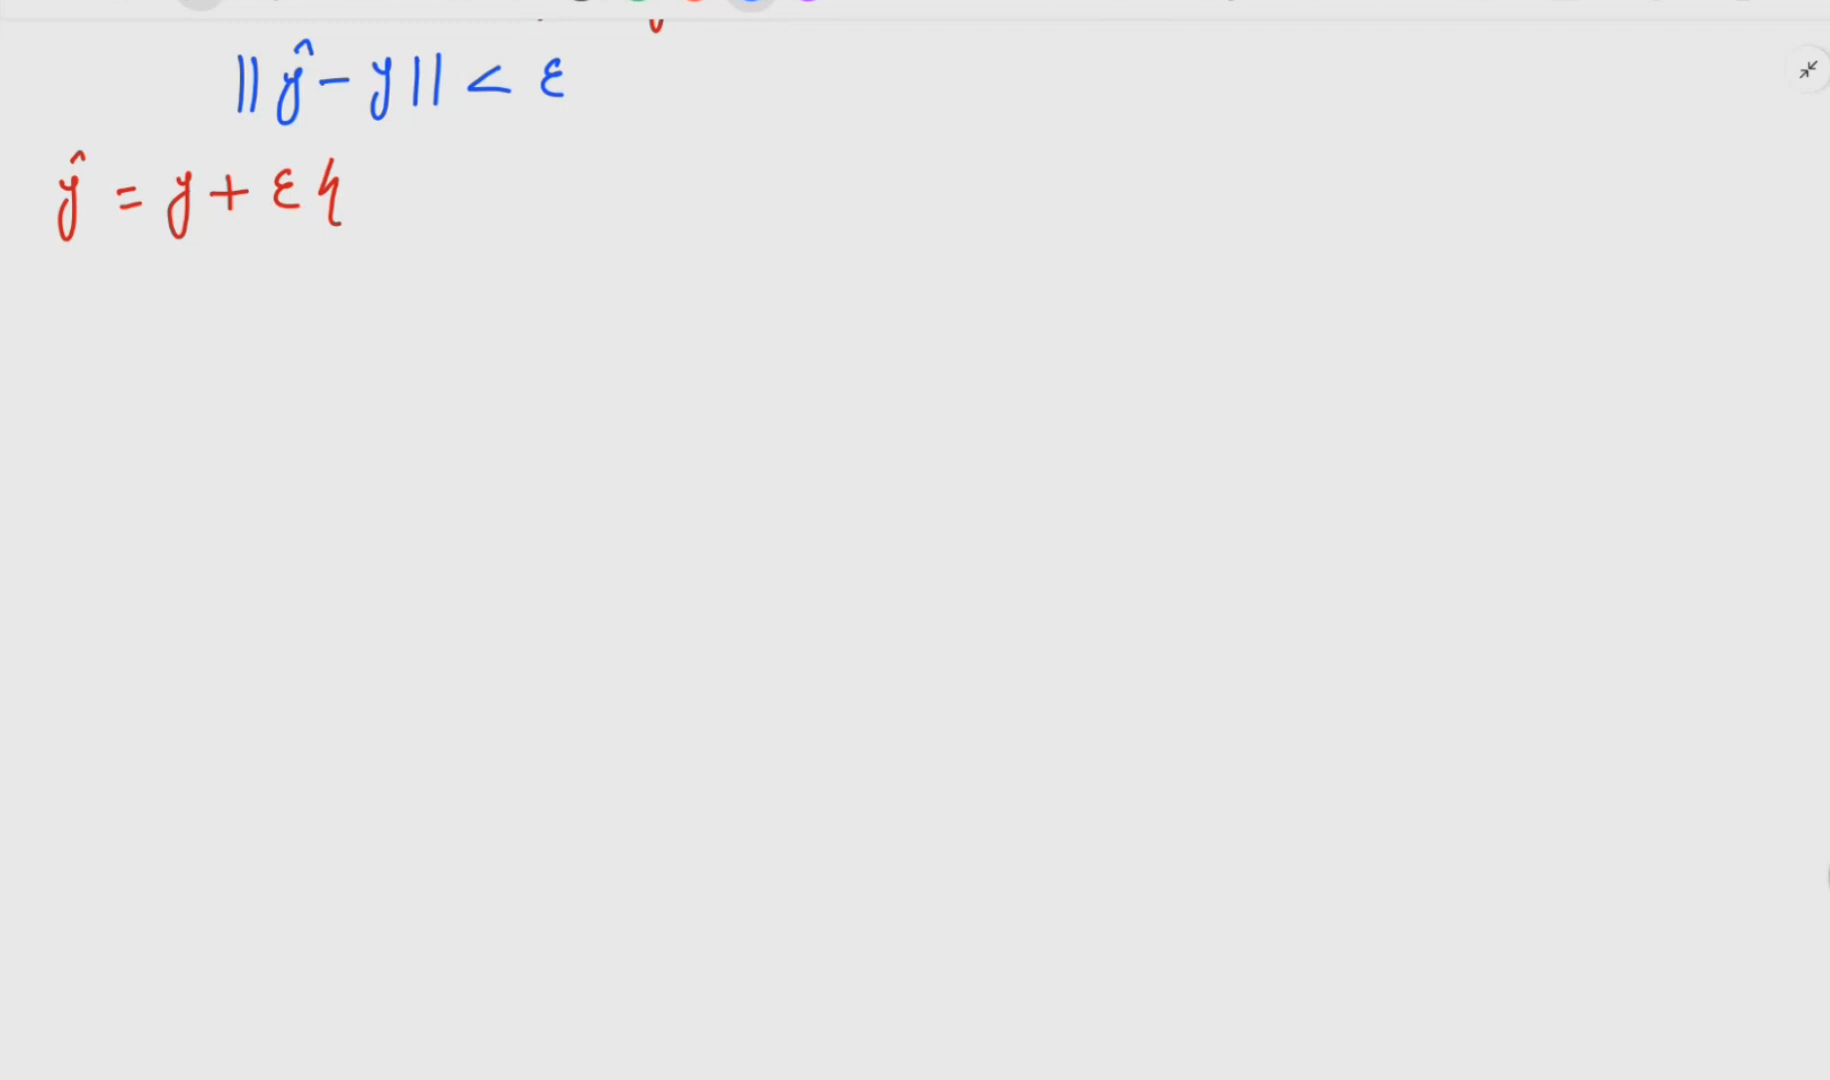 ||ŷ - y|| < ε
ŷ = y + εη